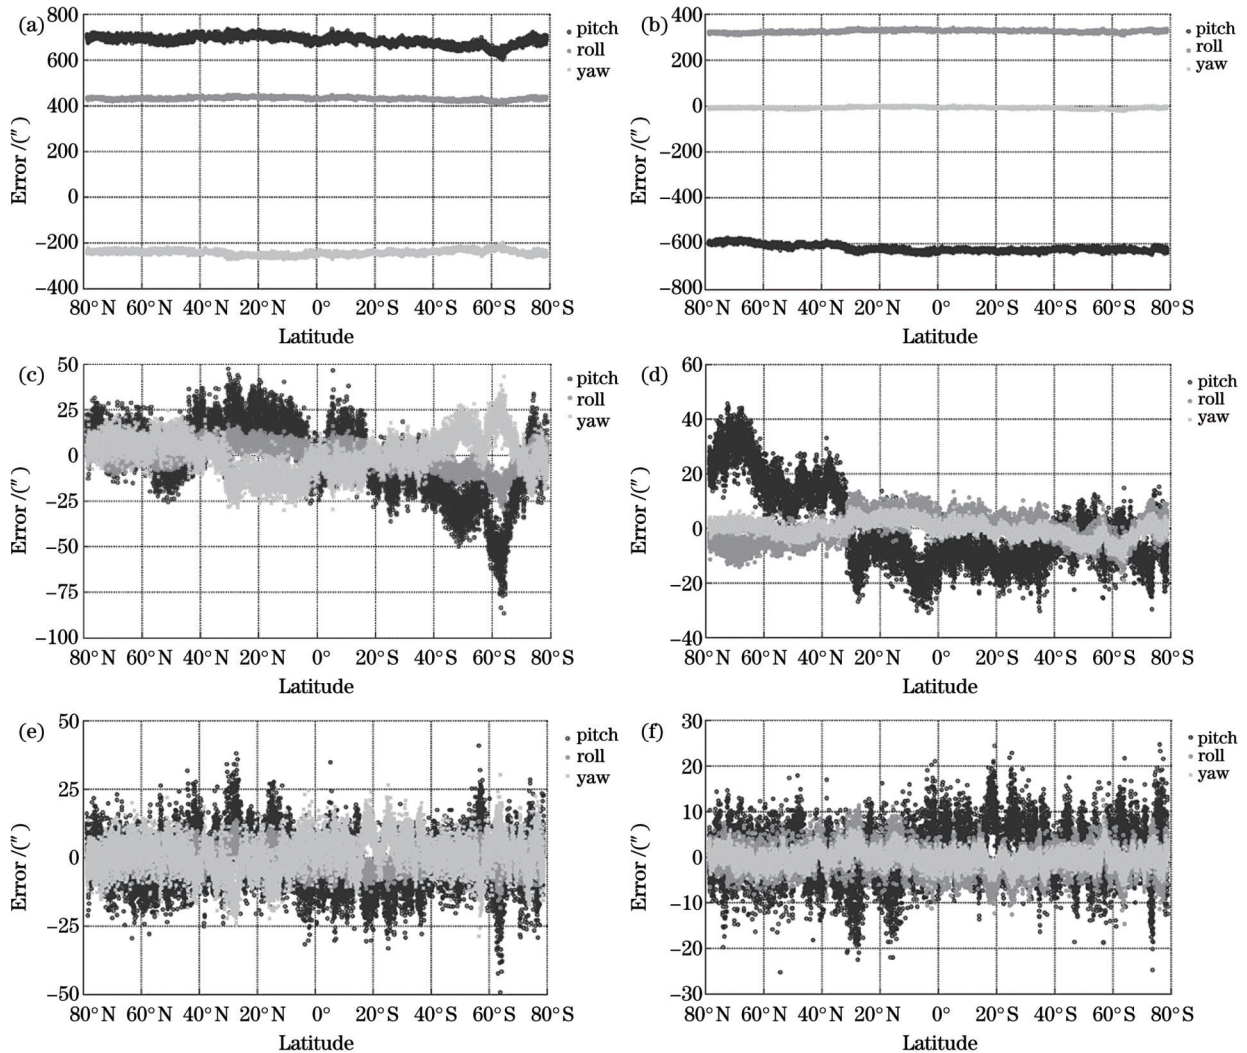 (a)
800
600
400
200
0
−200
−400
Error /(″)
80° N 60° N 40° N 20° N 0° 20° S 40° S 60° S 80° S
Latitude
pitch
roll
yaw
(b)
400
200
0
−200
−400
−600
−800
Error /(″)
80° N 60° N 40° N 20° N 0° 20° S 40° S 60° S 80° S
Latitude
pitch
roll
yaw
(c)
50
25
0
−25
−50
−75
−100
Error /(″)
80° N 60° N 40° N 20° N 0° 20° S 40° S 60° S 80° S
Latitude
pitch
roll
yaw
(d)
60
40
20
0
−20
−40
Error /(″)
80° N 60° N 40° N 20° N 0° 20° S 40° S 60° S 80° S
Latitude
pitch
roll
yaw
(e)
50
25
0
−25
−50
Error /(″)
80° N 60° N 40° N 20° N 0° 20° S 40° S 60° S 80° S
Latitude
pitch
roll
yaw
(f)
30
20
10
0
−10
−20
−30
Error /(″)
80° N 60° N 40° N 20° N 0° 20° S 40° S 60° S 80° S
Latitude
pitch
roll
yaw